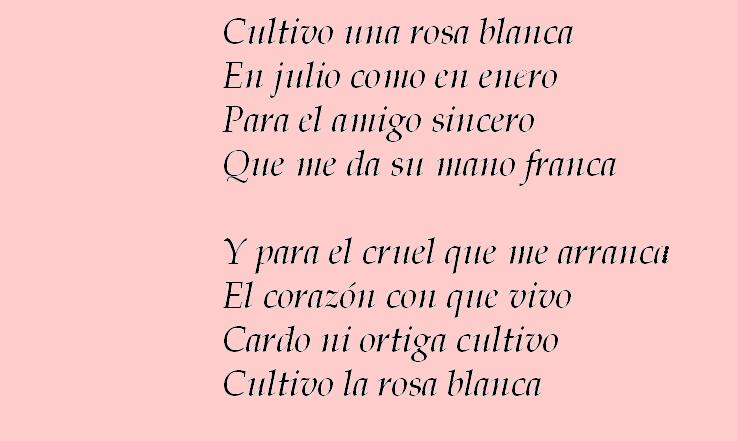 Cultivo una rosa blanca
En julio como en enero
Para el amigo sincero
Que me da su mano franca
Y para el cruel que me arranca
El corazón con que vivo
Cardo ni ortiga cultivo
Cultivo la rosa blanca